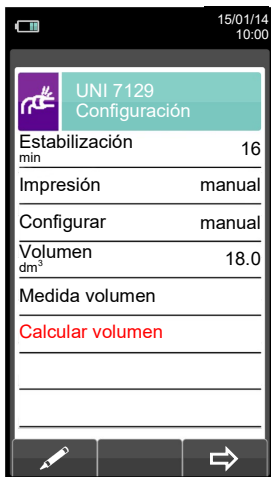 15/01/14
10:00
UNI 7129
Configuración
Estabilización
min
16
Impresión manual
Configurar manual
Volumen
dm³
18.0
Medida volumen
Calcular volumen